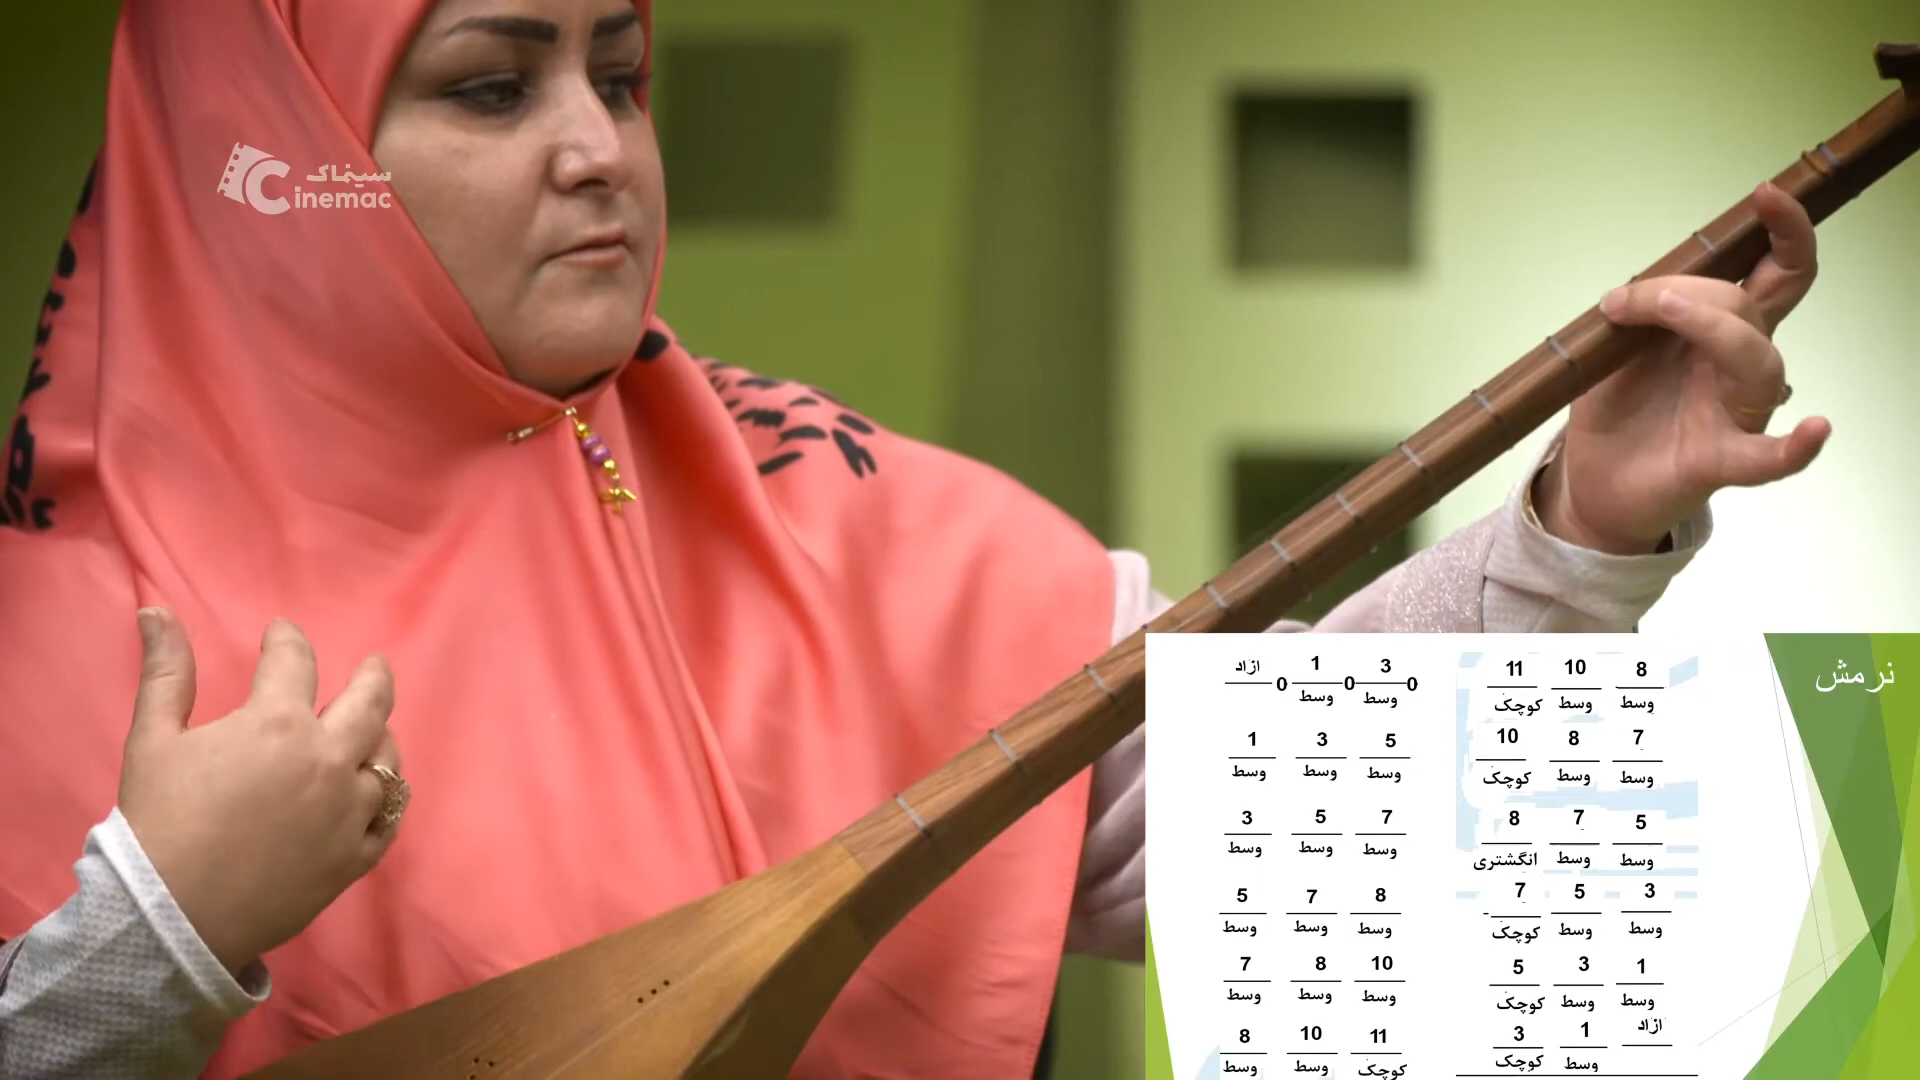 سینماک
Cinemac
نرمش
آزاد 0 1 0 3 0
وسط وسط
1 3 5
وسط وسط وسط
3 5 7
وسط وسط وسط
5 7 8
وسط وسط وسط
7 8 10
وسط وسط وسط
8 10 11
وسط وسط کوچک
11 10 8
کوچک وسط وسط
10 8 7
کوچک وسط وسط
8 7 5
انگشتری وسط وسط
7 5 3
کوچک وسط وسط
5 3 1
کوچک وسط وسط
3 1 آزاد
کوچک وسط